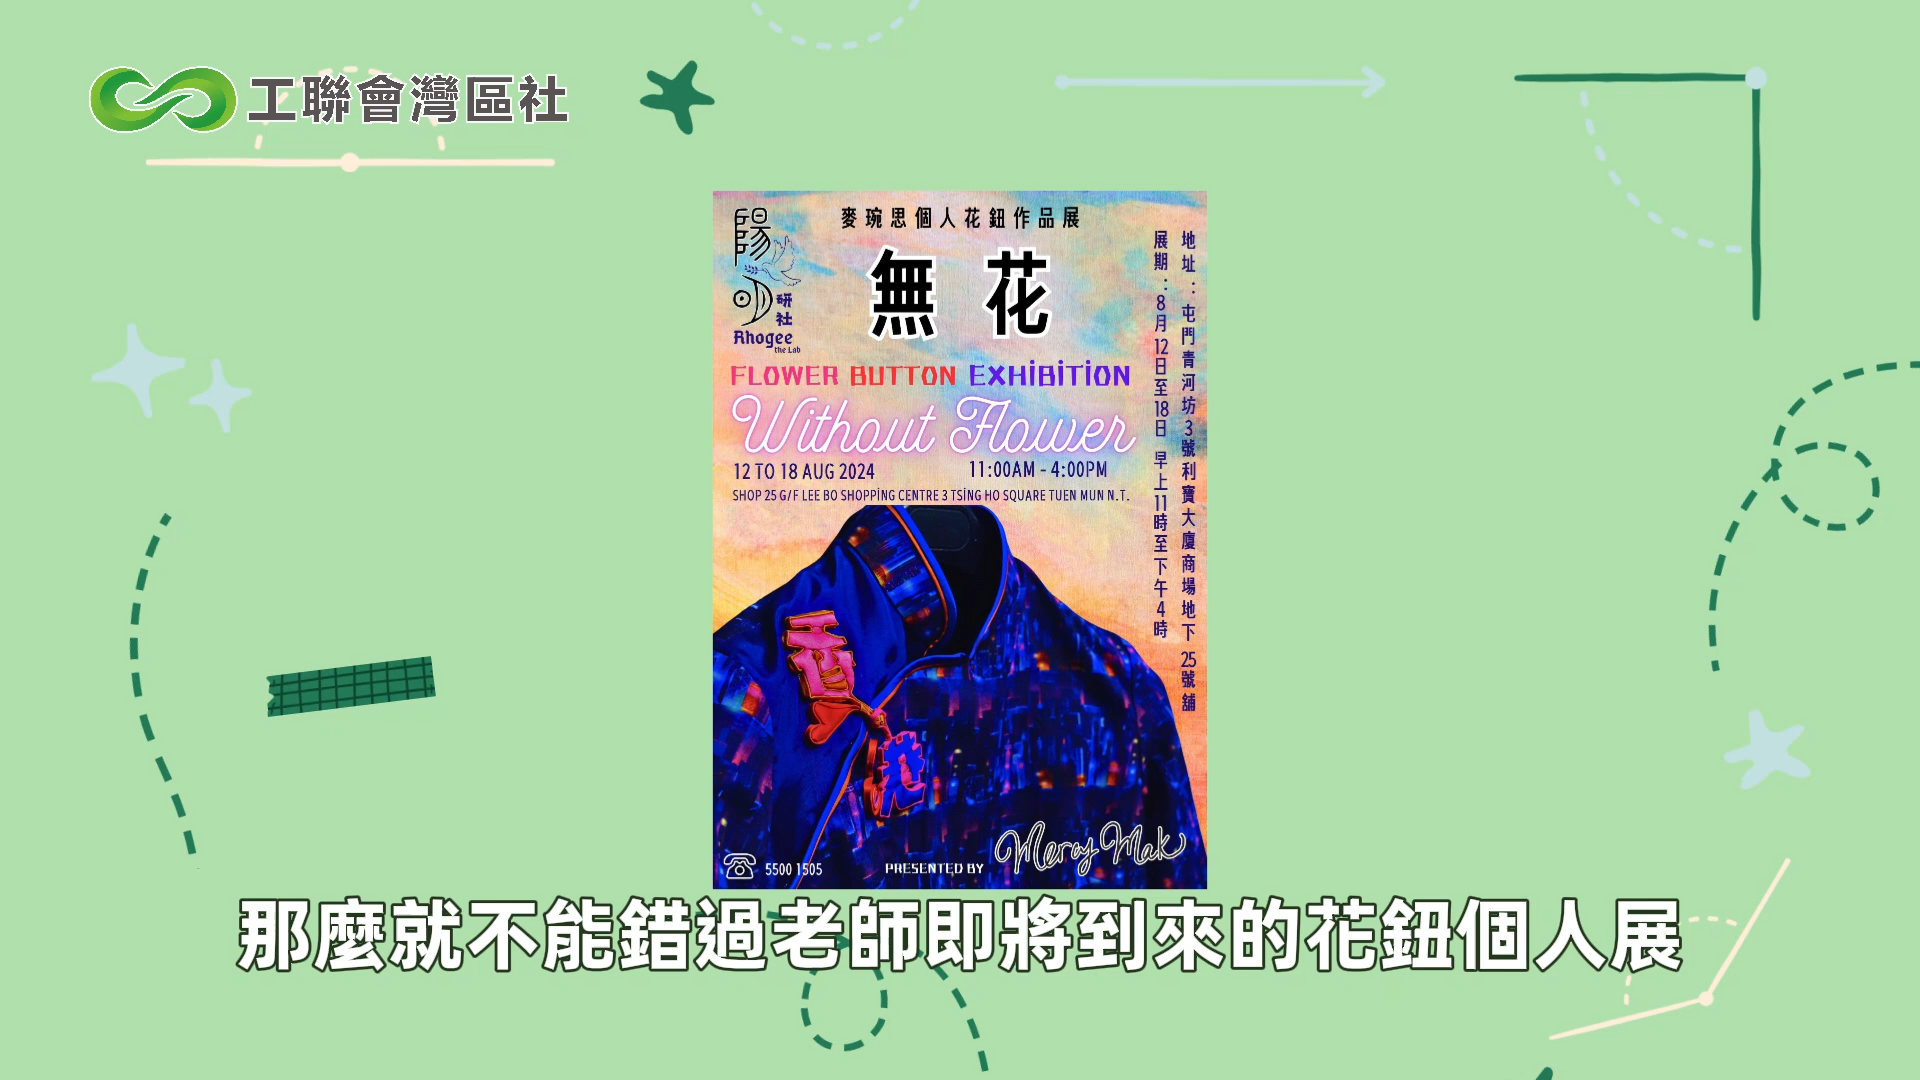 工聯會灣區社
麥琬思個人花鈕作品展
陽明
研社
Rhogee
the Lab
無花
FLOWER BUTTON EXHIBITION
Without Flower
12 TO 18 AUG 2024
11:00AM - 4:00PM
SHOP 25 G/F LEE BO SHOPPING CENTRE 3 TSING HO SQUARE TUEN MUN N.T.
地址：屯門青河坊3號利寶大廈商場地下 25號舖
展期：8月12日至18日 早上11時至下午4時
5500 1505
PRESENTED BY
Mercy Mak
那麼就不能錯過老師即將到來的花鈕個人展